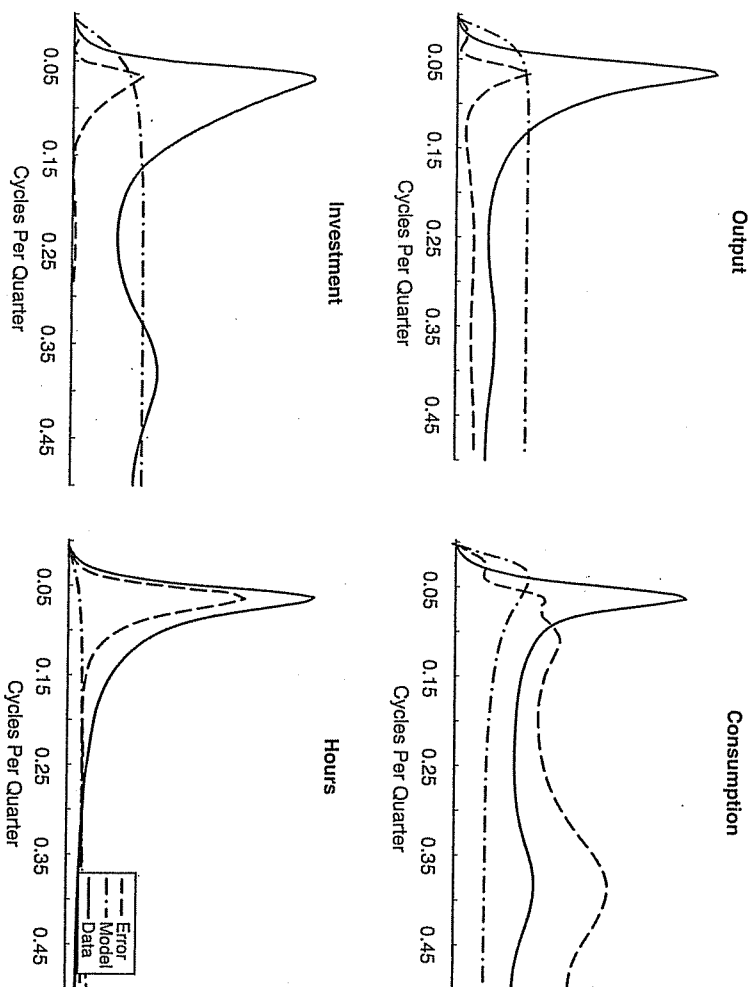 Output
0.05 0.15 0.25 0.35 0.45
Cycles Per Quarter
Consumption
0.05 0.15 0.25 0.35 0.45
Cycles Per Quarter
Investment
0.05 0.15 0.25 0.35 0.45
Cycles Per Quarter
Hours
0.05 0.15 0.25 0.35 0.45
Cycles Per Quarter
Error
Model
Data